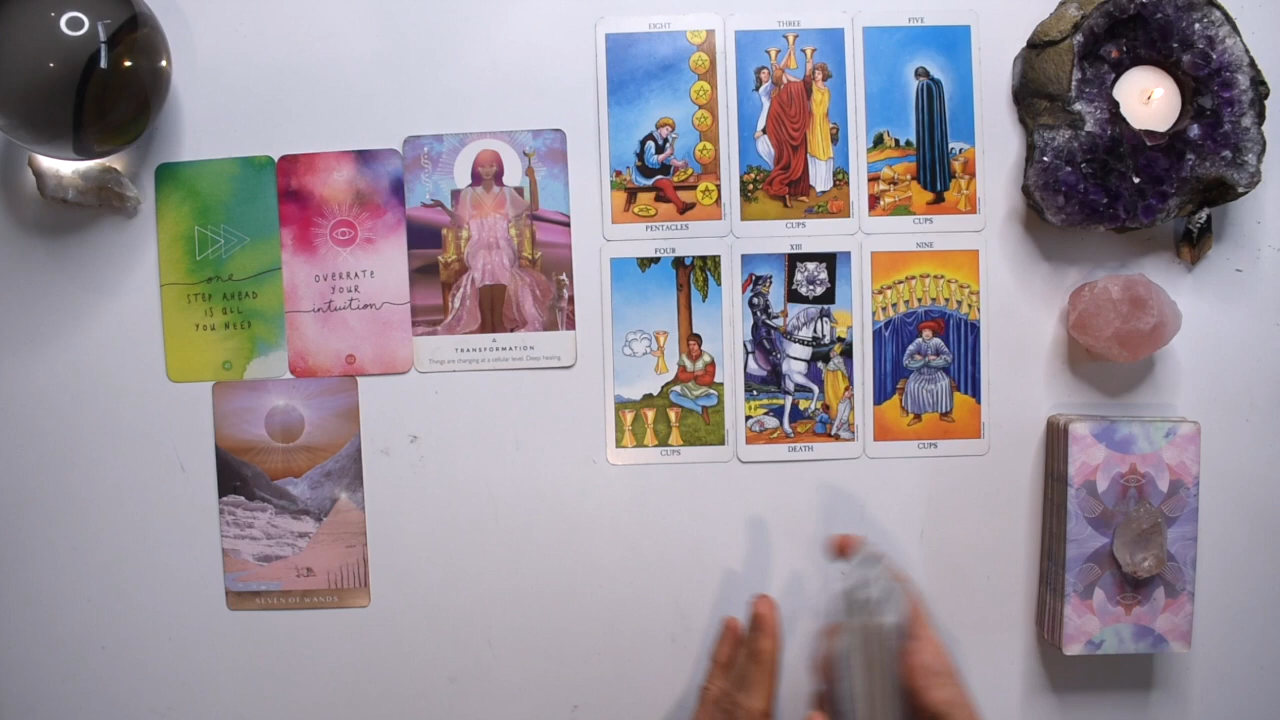 one
STEP AHEAD
IS ALL
YOU NEED
OVERRATE
YOUR
intuition
TRANSFORMATION
Things are changing at a cellular level. Deep healing.
SEVEN OF WANDS
EIGHT
PENTACLES
THREE
CUPS
FIVE
CUPS
FOUR
CUPS
XIII
DEATH
NINE
CUPS